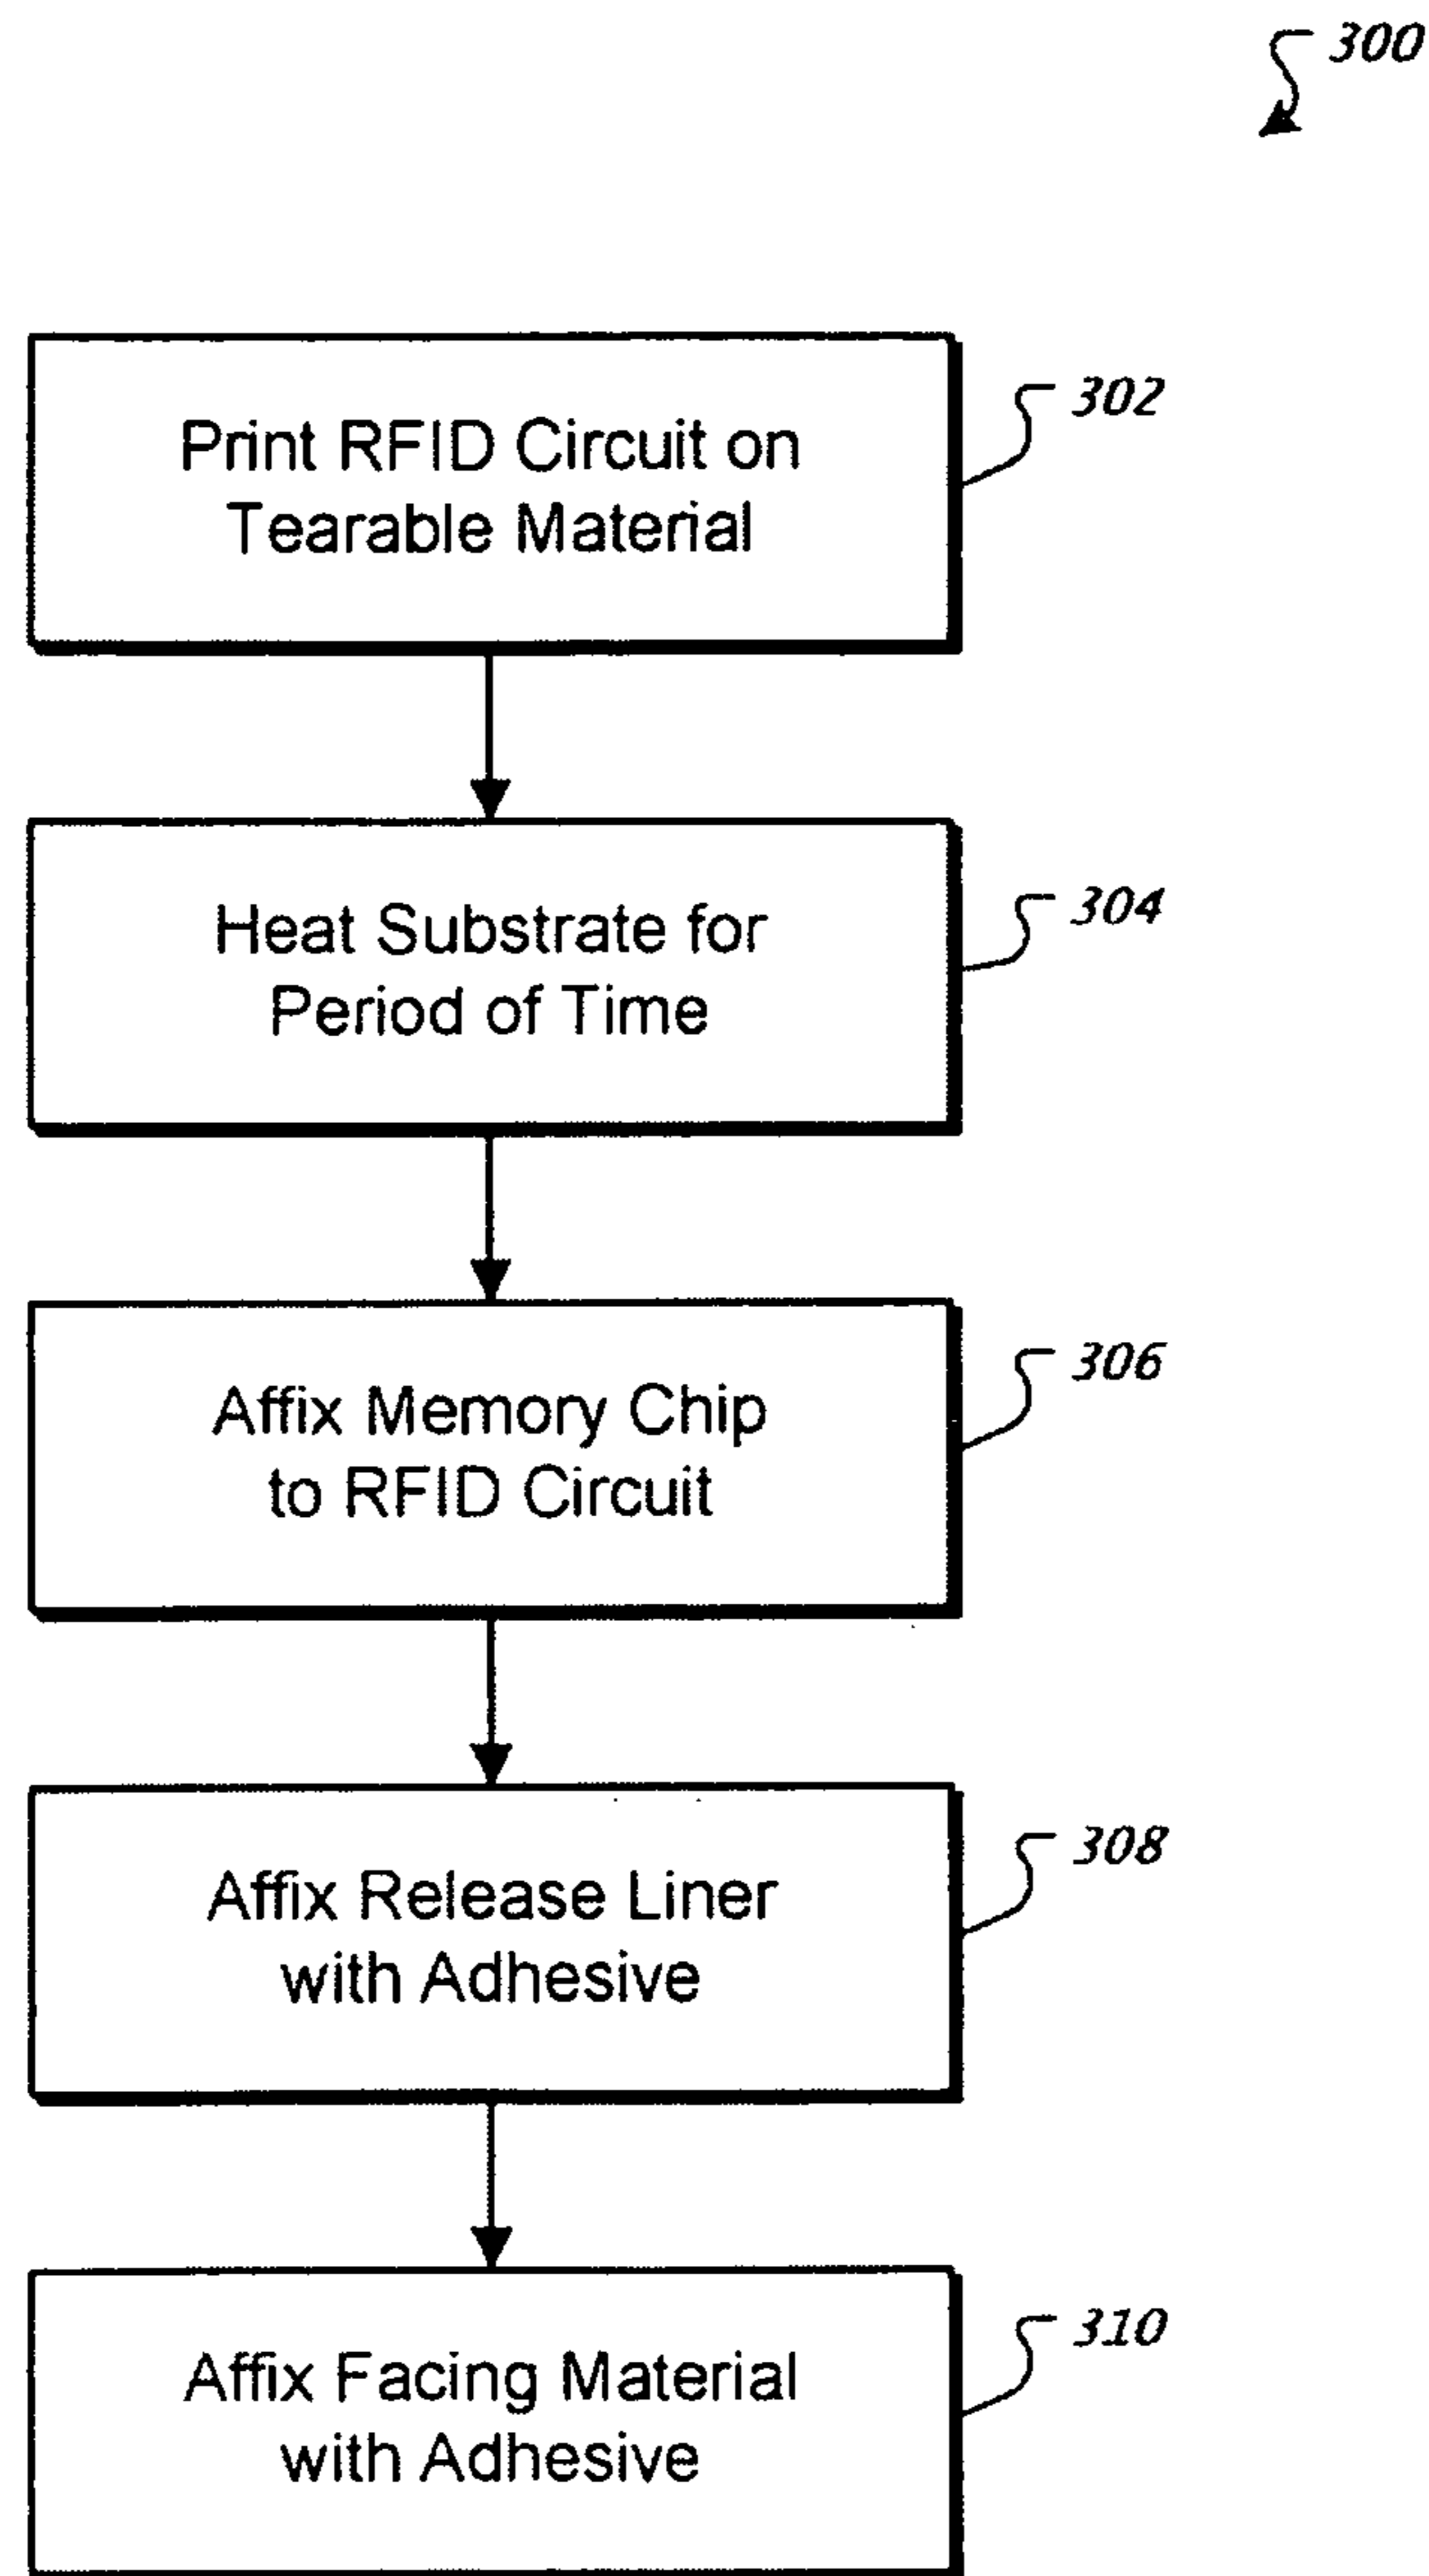 300
Print RFID Circuit on
Tearable Material
302
Heat Substrate for
Period of Time
304
Affix Memory Chip
to RFID Circuit
306
Affix Release Liner
with Adhesive
308
Affix Facing Material
with Adhesive
310